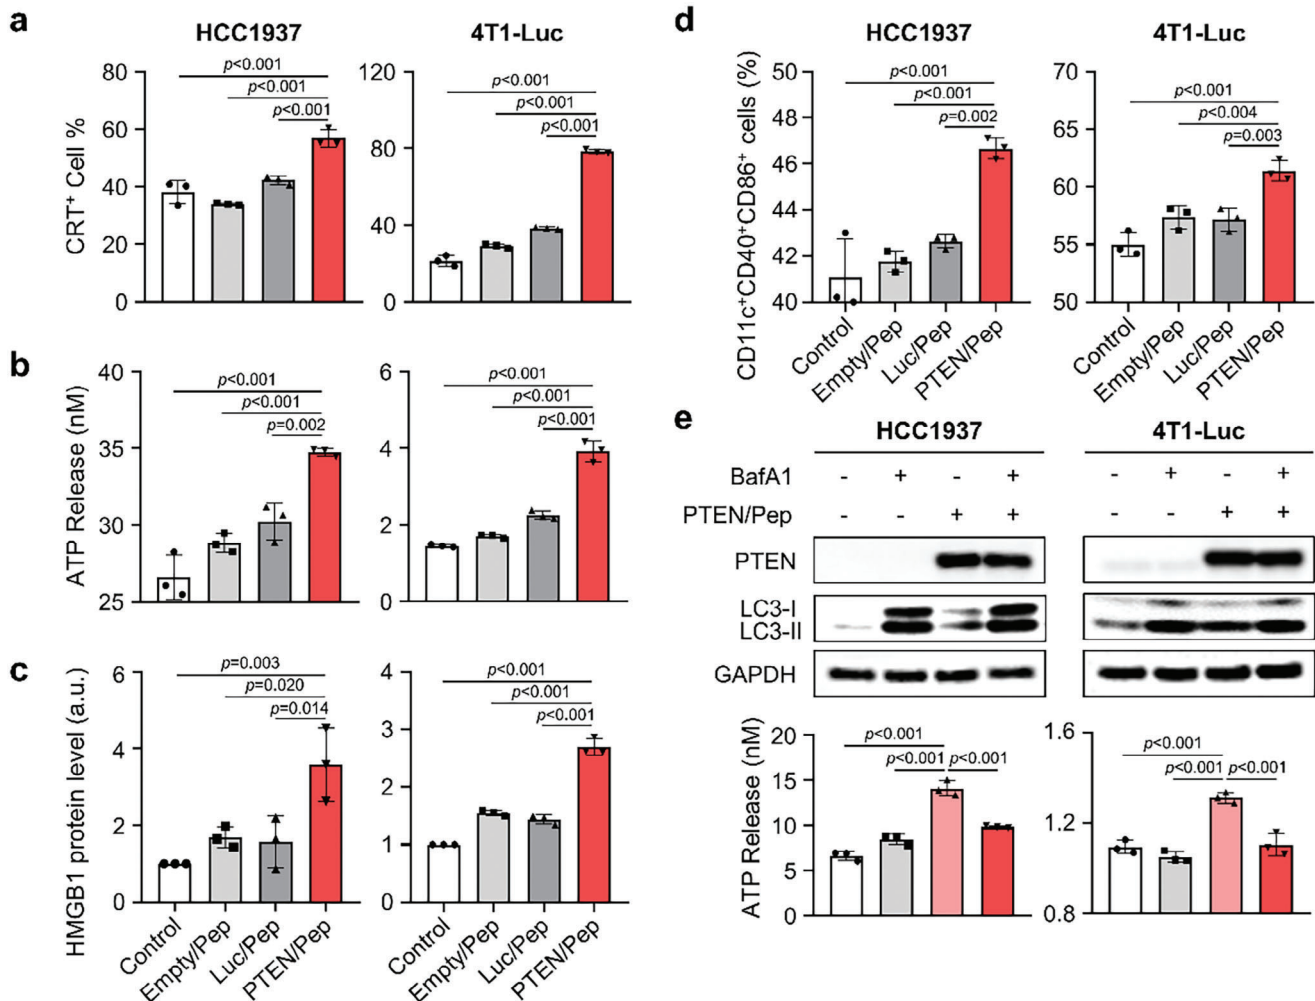 a
HCC1937
4T1-Luc
CRT⁺ Cell %
80
60
40
20
0
p<0.001
p<0.001
p<0.001
120
80
40
0
p<0.001
p<0.001
p<0.001
b
ATP Release (nM)
40
35
30
25
p<0.001
p<0.001
p=0.002
6
4
2
0
p<0.001
p<0.001
p<0.001
c
HMGB1 protein level (a.u.)
6
4
2
0
p=0.003
p=0.020
p=0.014
4
3
2
1
0
p<0.001
p<0.001
p<0.001
Control
Empty/Pep
Luc/Pep
PTEN/Pep
Control
Empty/Pep
Luc/Pep
PTEN/Pep
d
HCC1937
4T1-Luc
CD11c⁺CD40⁺CD86⁺ cells (%)
50
48
46
44
42
40
p<0.001
p<0.001
p=0.002
70
65
60
55
50
p<0.001
p<0.004
p=0.003
Control
Empty/Pep
Luc/Pep
PTEN/Pep
Control
Empty/Pep
Luc/Pep
PTEN/Pep
e
HCC1937
4T1-Luc
BafA1 - + - + - + - +
PTEN/Pep - - + + - - + +
PTEN
LC3-I
LC3-II
GAPDH
ATP Release (nM)
20
15
10
5
0
p<0.001
p<0.001
p<0.001
1.6
1.2
0.8
p<0.001
p<0.001
p<0.001